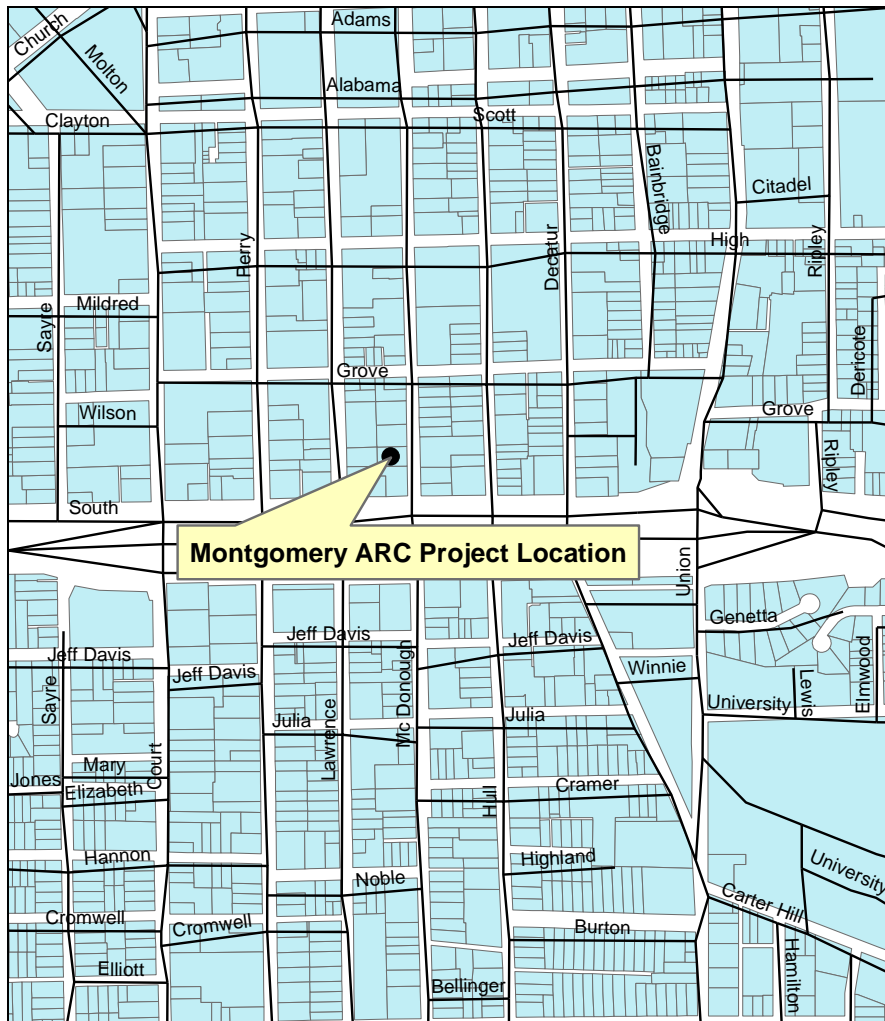 Adams
Church
Molton
Alabama
Clayton
Scott
Bainbridge
Citadel
Perry
Decatur
High
Ripley
Sayre
Mildred
Grove
Dericote
Wilson
Grove
Ripley
South
Montgomery ARC Project Location
Union
Genetta
Jeff Davis
Jeff Davis
Jeff Davis
Jeff Davis
Winnie
Sayre
Court
Lawrence
Mc Donough
Lewis
Elmwood
University
Julia
Julia
Mary
Jones
Elizabeth
Hull
Cramer
Hannon
Noble
Highland
University
Cromwell
Cromwell
Burton
Carter Hill
Elliott
Bellinger
Hamilton